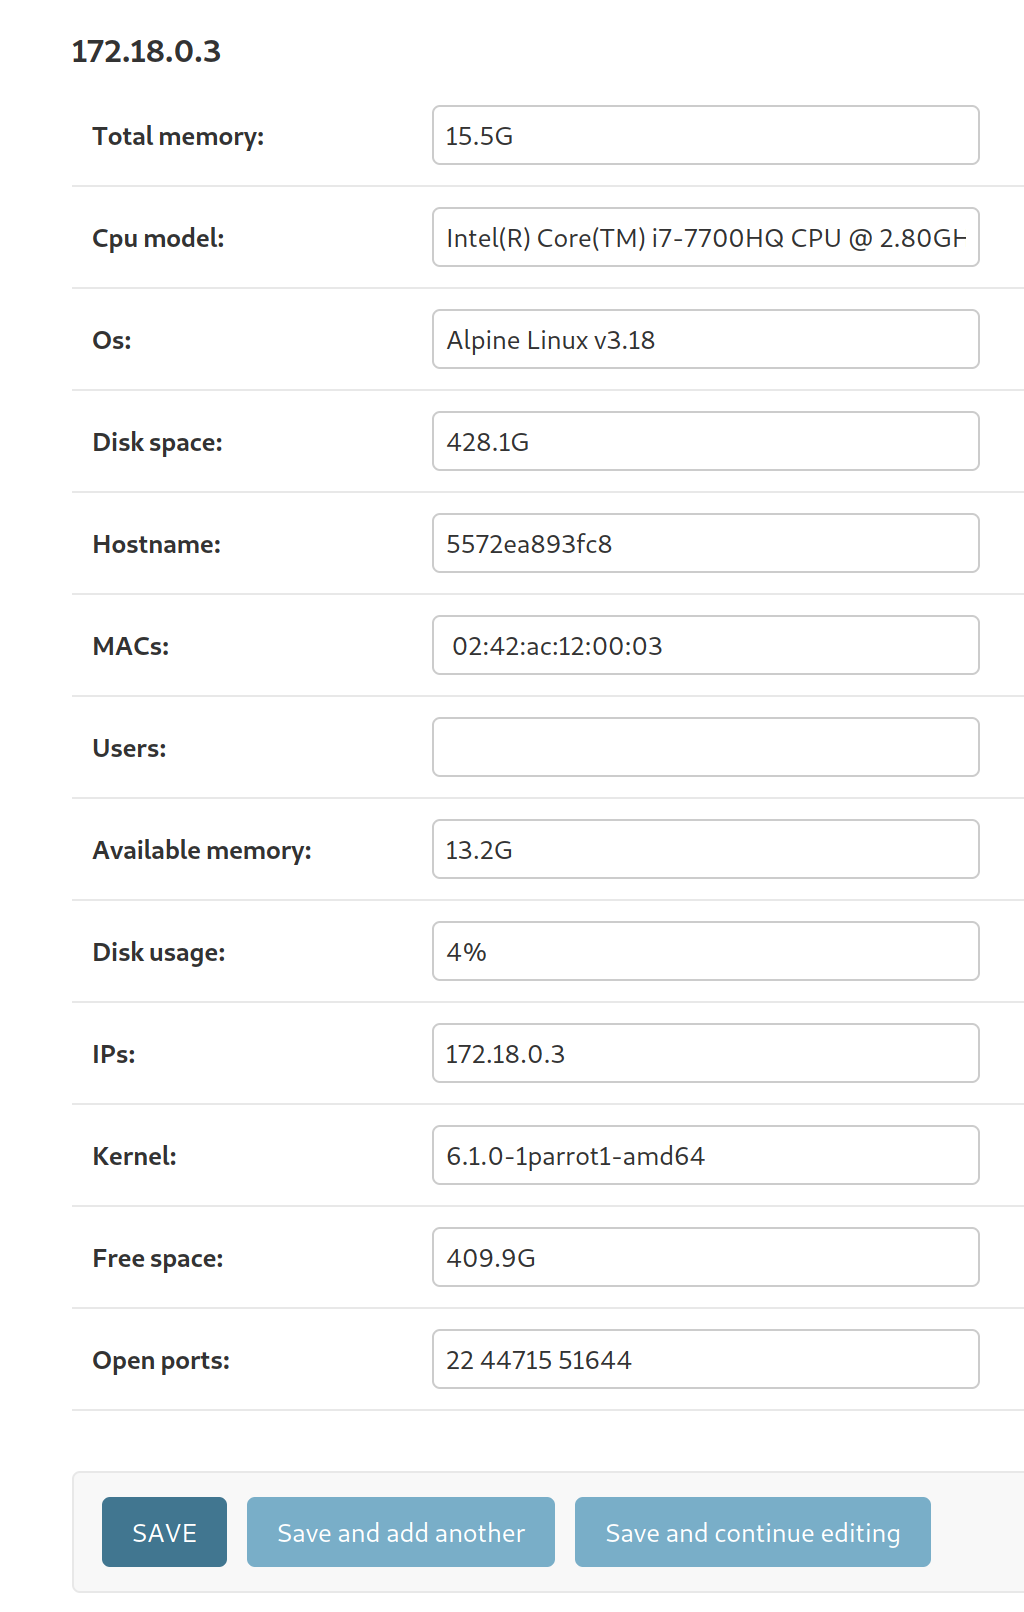 172.18.0.3
Total memory: 15.5G
Cpu model: Intel(R) Core(TM) i7-7700HQ CPU @ 2.80GH
Os: Alpine Linux v3.18
Disk space: 428.1G
Hostname: 5572ea893fc8
MACs: 02:42:ac:12:00:03
Users:
Available memory: 13.2G
Disk usage: 4%
IPs: 172.18.0.3
Kernel: 6.1.0-1parrot1-amd64
Free space: 409.9G
Open ports: 22 44715 51644
SAVE Save and add another Save and continue editing